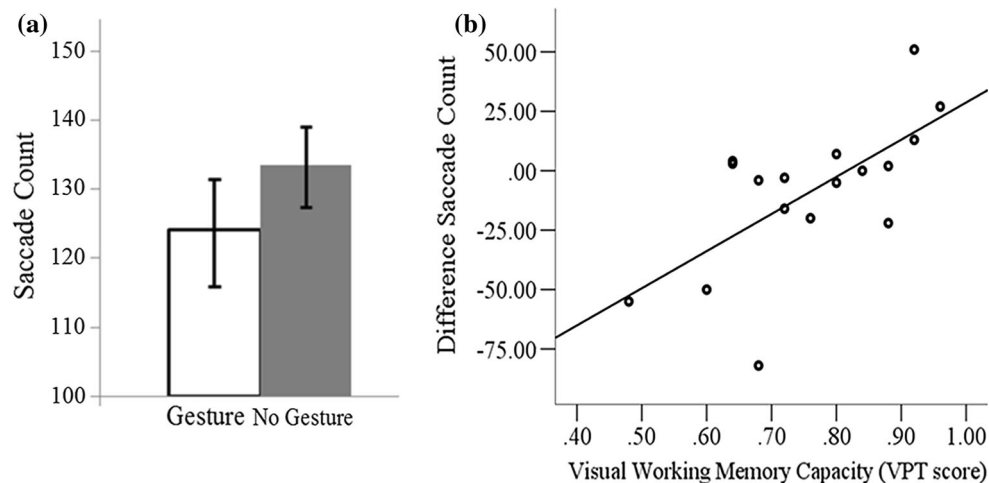 (a)
150
140
130
120
110
100
Saccade Count
Gesture No Gesture
(b)
50.00
25.00
.00
-25.00
-50.00
-75.00
Difference Saccade Count
.40 .50 .60 .70 .80 .90 1.00
Visual Working Memory Capacity (VPT score)